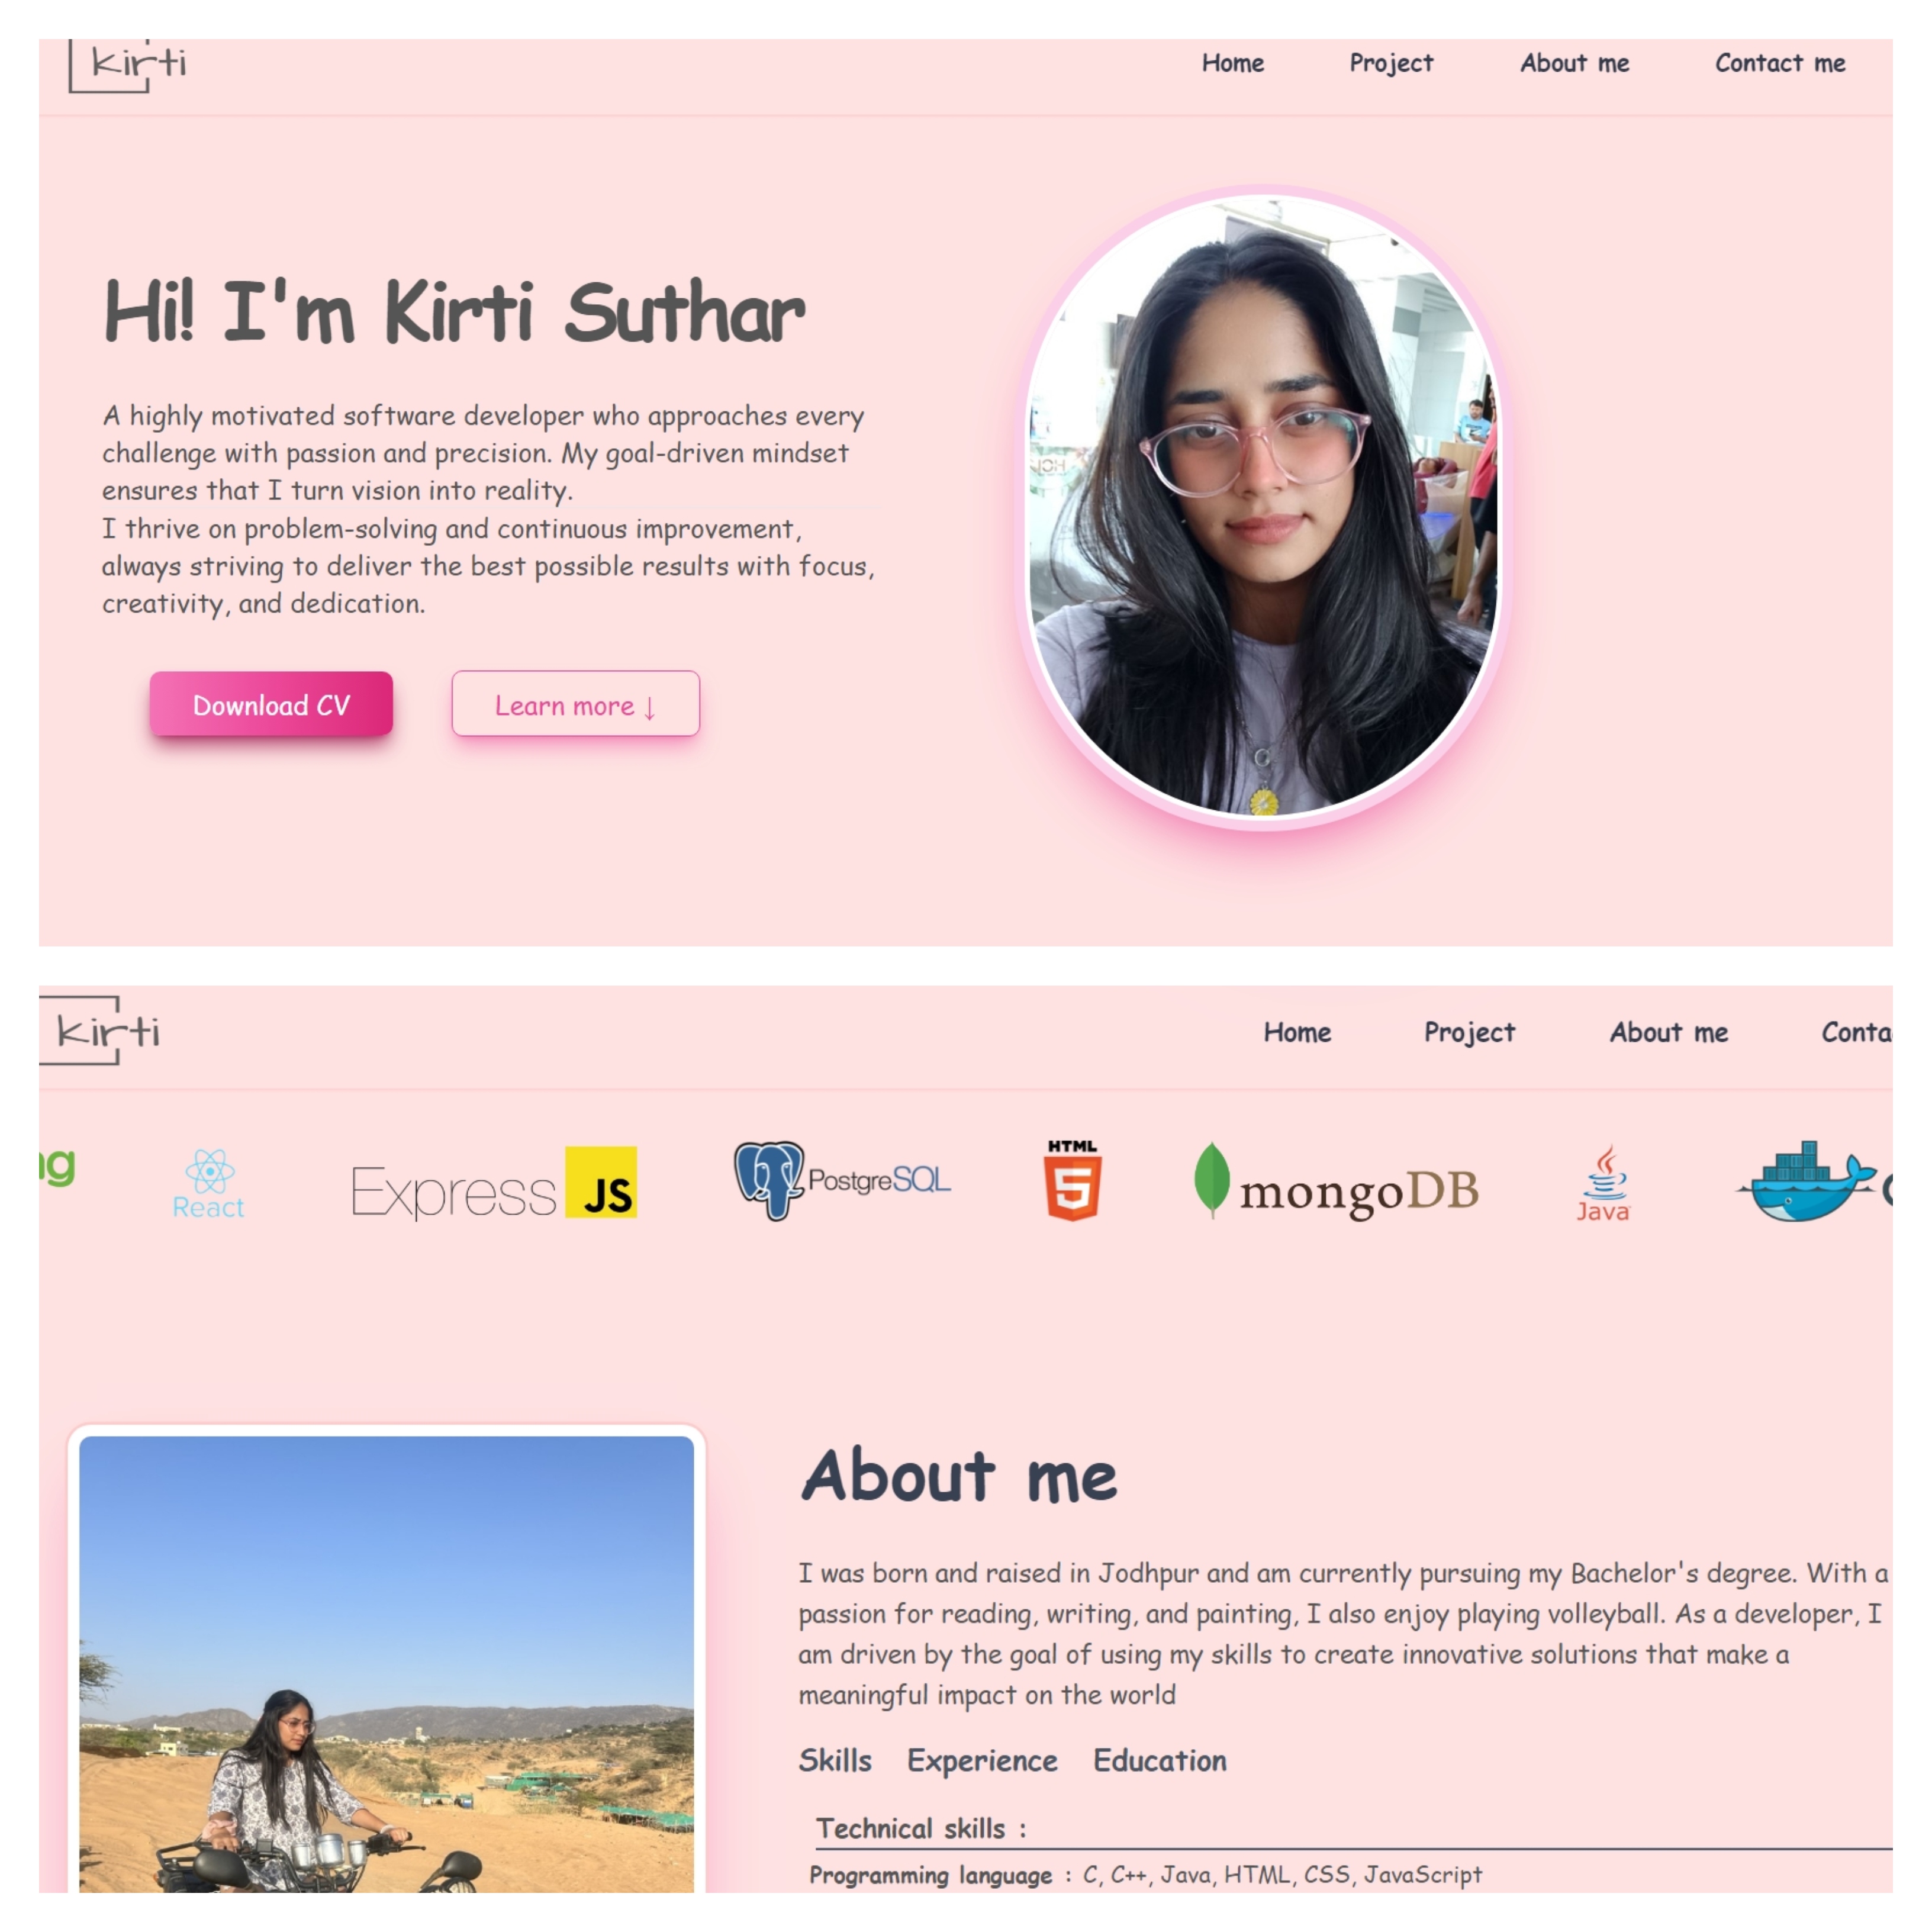 kirti
Home Project About me Contact me
Hi! I'm Kirti Suthar
A highly motivated software developer who approaches every
challenge with passion and precision. My goal-driven mindset
ensures that I turn vision into reality.
I thrive on problem-solving and continuous improvement,
always striving to deliver the best possible results with focus,
creativity, and dedication.
Download CV Learn more ↓
kirti
Home Project About me
React Express JS PostgreSQL HTML 5 mongoDB Java
About me
I was born and raised in Jodhpur and am currently pursuing my Bachelor's degree. With a
passion for reading, writing, and painting, I also enjoy playing volleyball. As a developer, I
am driven by the goal of using my skills to create innovative solutions that make a
meaningful impact on the world
Skills Experience Education
Technical skills :
Programming language : C, C++, Java, HTML, CSS, JavaScript